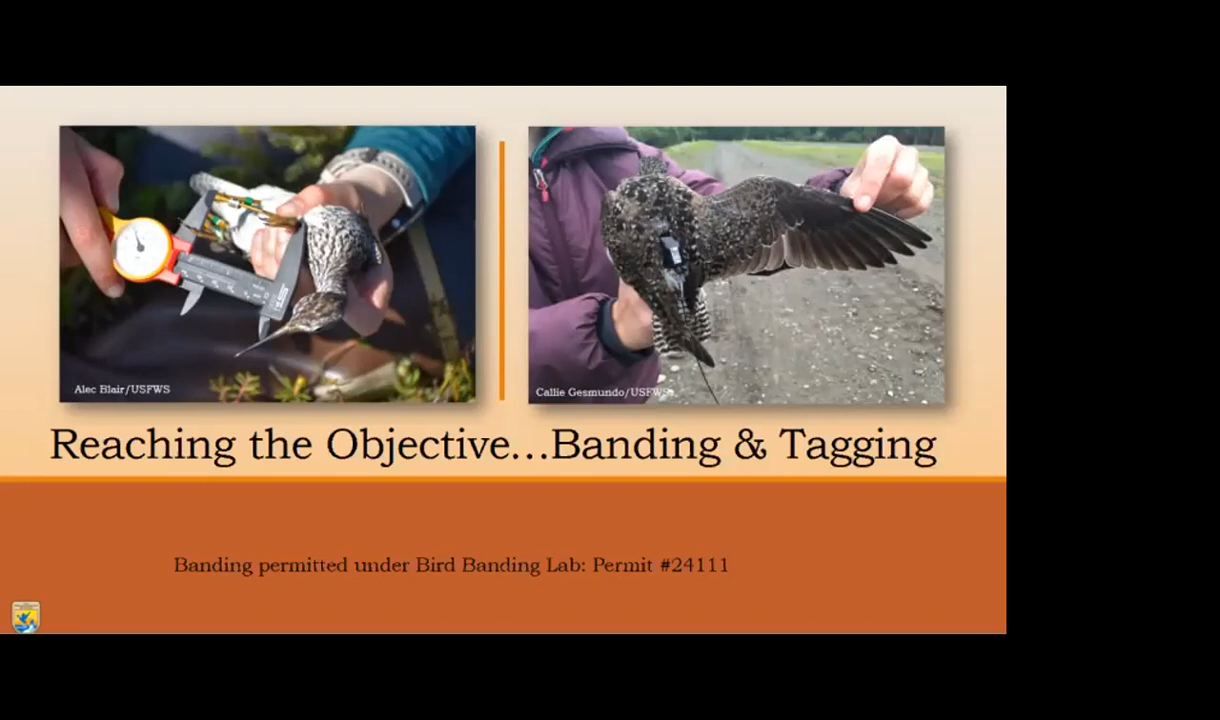 Alec Blair/USFWS
Callie Gesmundo/USFWS
Reaching the Objective...Banding & Tagging
Banding permitted under Bird Banding Lab: Permit #24111